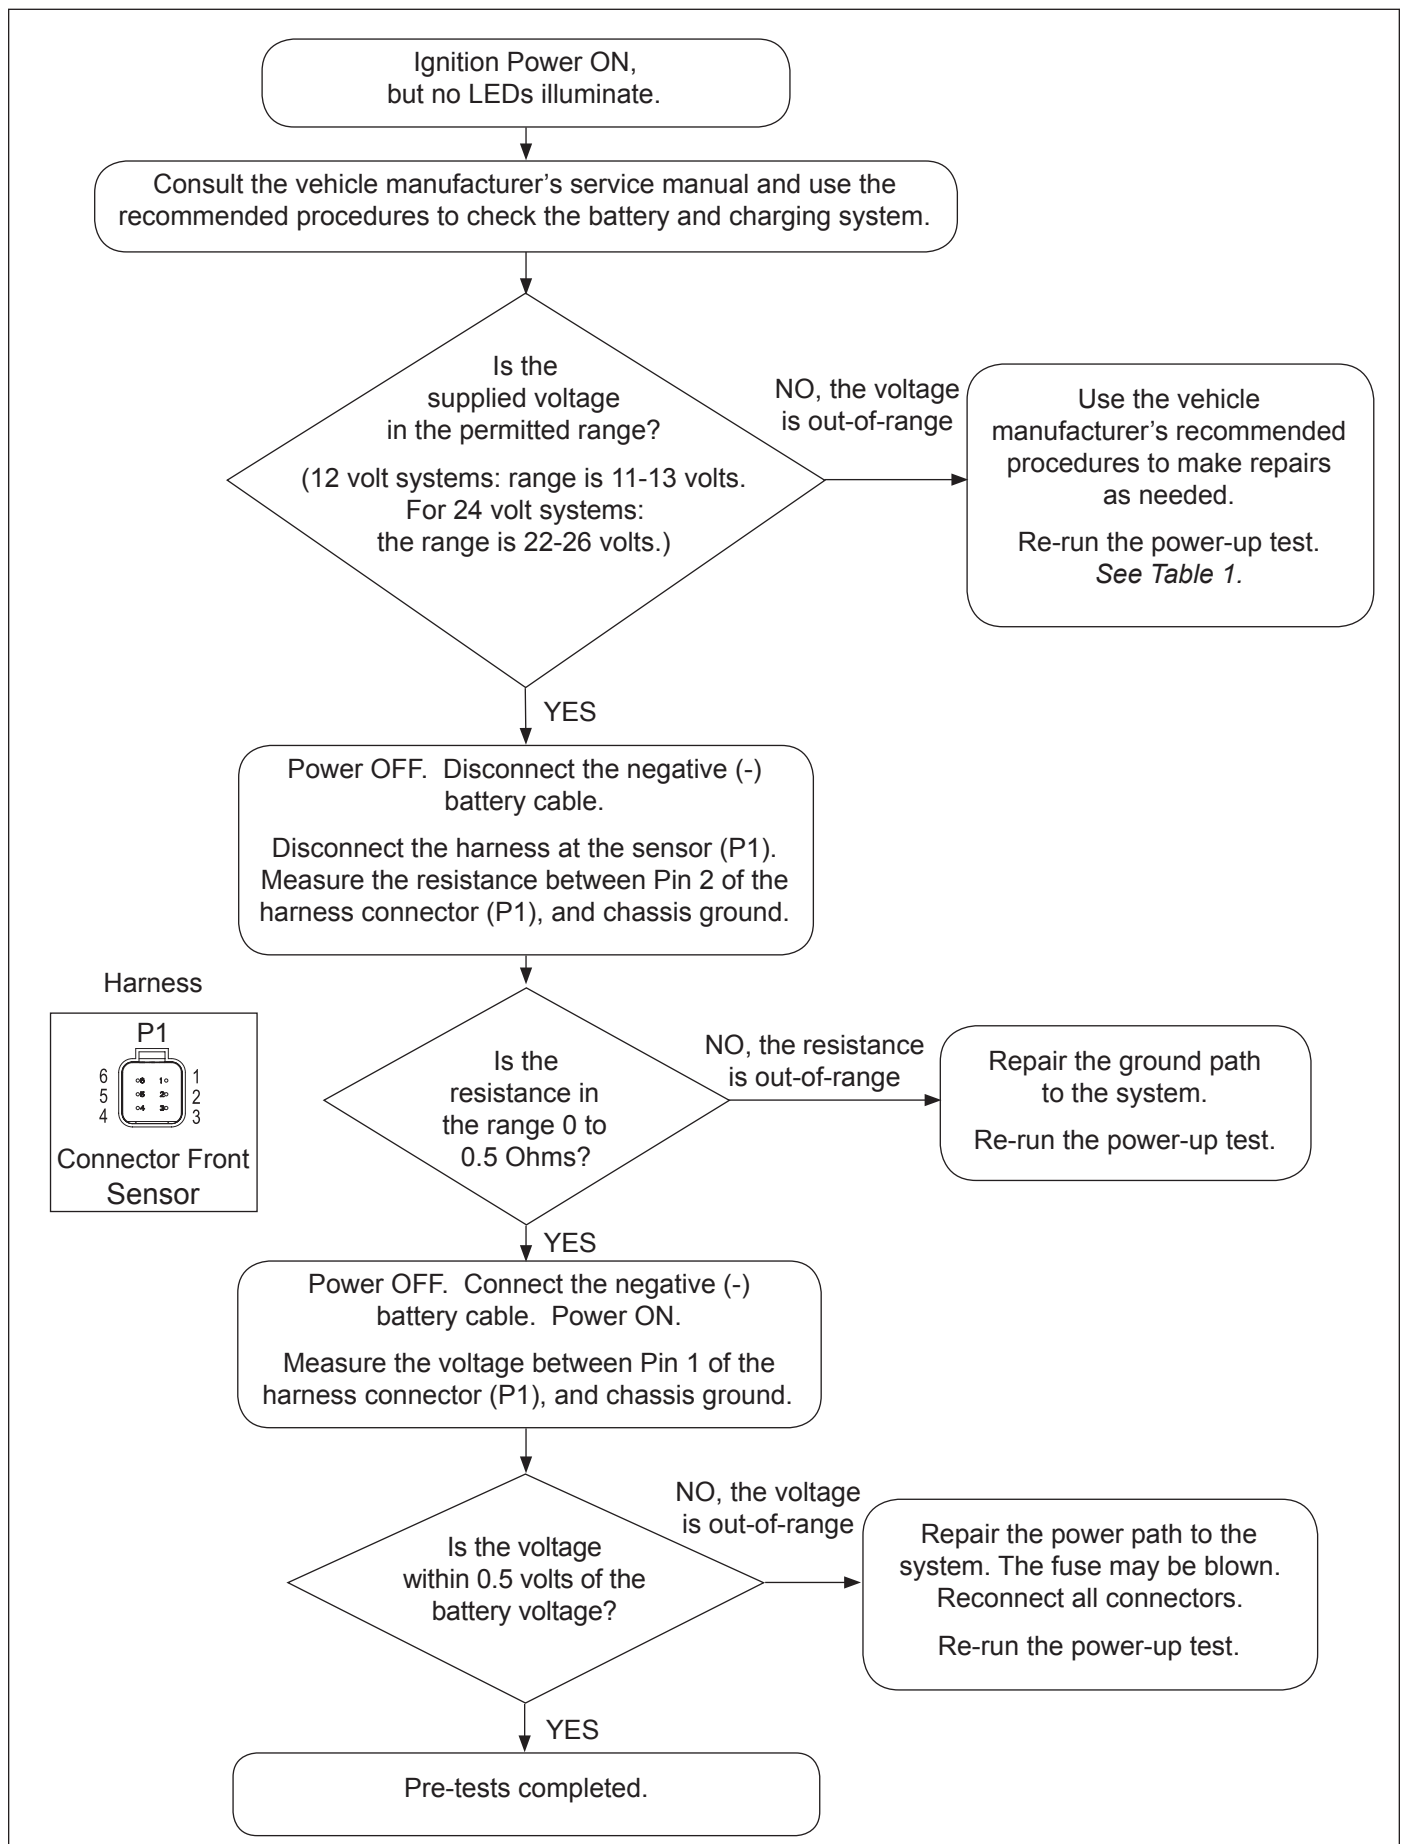 Ignition Power ON,
but no LEDs illuminate.
Consult the vehicle manufacturer’s service manual and use the
recommended procedures to check the battery and charging system.
Is the
supplied voltage
in the permitted range?
(12 volt systems: range is 11-13 volts.
For 24 volt systems:
the range is 22-26 volts.)
NO, the voltage
is out-of-range
Use the vehicle
manufacturer’s recommended
procedures to make repairs
as needed.
Re-run the power-up test.
See Table 1.
YES
Power OFF.  Disconnect the negative (-)
battery cable.
Disconnect the harness at the sensor (P1).
Measure the resistance between Pin 2 of the
harness connector (P1), and chassis ground.
Harness
P1
6 6 1 1
5 5 2 2
4 4 3 3
Connector Front
Sensor
Is the
resistance in
the range 0 to
0.5 Ohms?
NO, the resistance
is out-of-range
Repair the ground path
to the system.
Re-run the power-up test.
YES
Power OFF.  Connect the negative (-)
battery cable.  Power ON.
Measure the voltage between Pin 1 of the
harness connector (P1), and chassis ground.
Is the voltage
within 0.5 volts of the
battery voltage?
NO, the voltage
is out-of-range
Repair the power path to the
system. The fuse may be blown.
Reconnect all connectors.
Re-run the power-up test.
YES
Pre-tests completed.